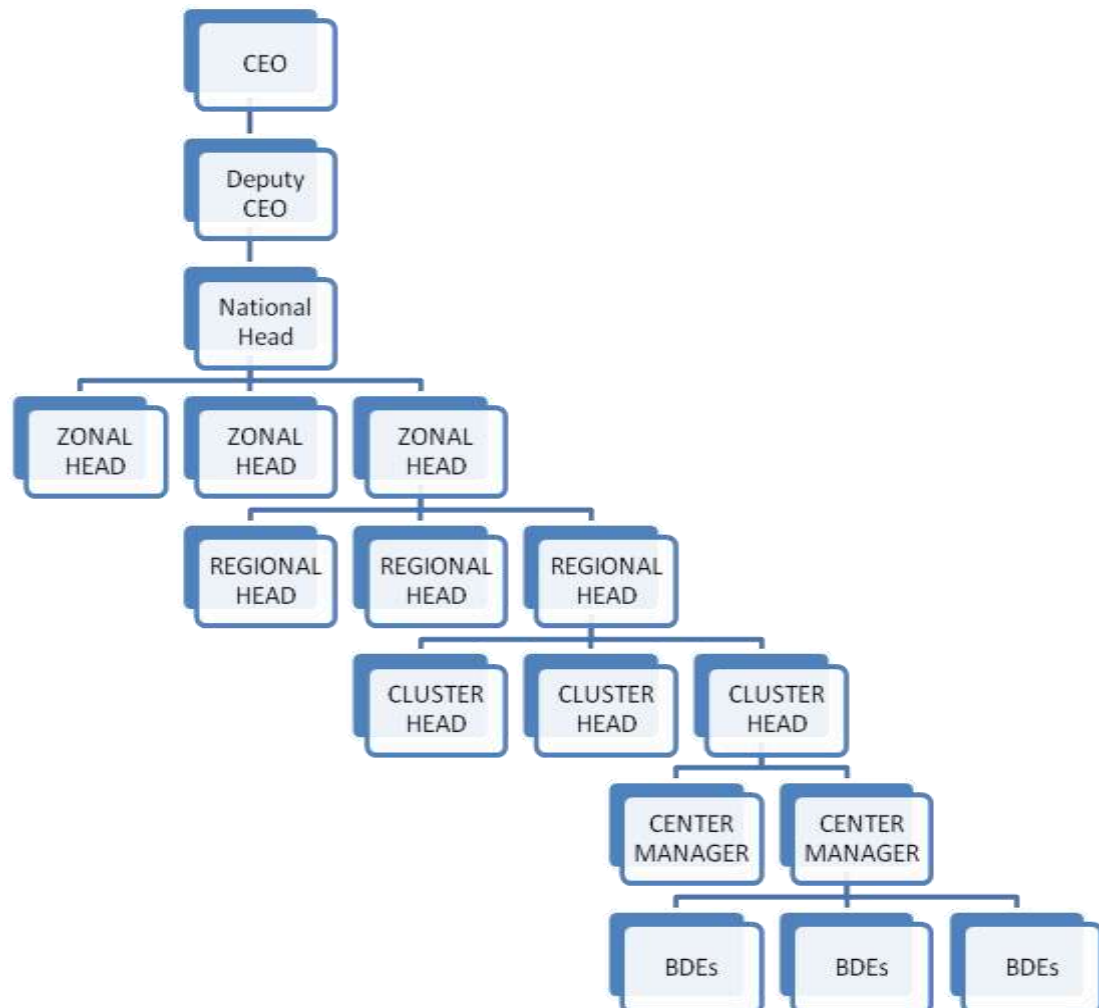 CEO
Deputy
CEO
National
Head
ZONAL
HEAD
ZONAL
HEAD
ZONAL
HEAD
REGIONAL
HEAD
REGIONAL
HEAD
REGIONAL
HEAD
CLUSTER
HEAD
CLUSTER
HEAD
CLUSTER
HEAD
CENTER
MANAGER
CENTER
MANAGER
BDEs
BDEs
BDEs